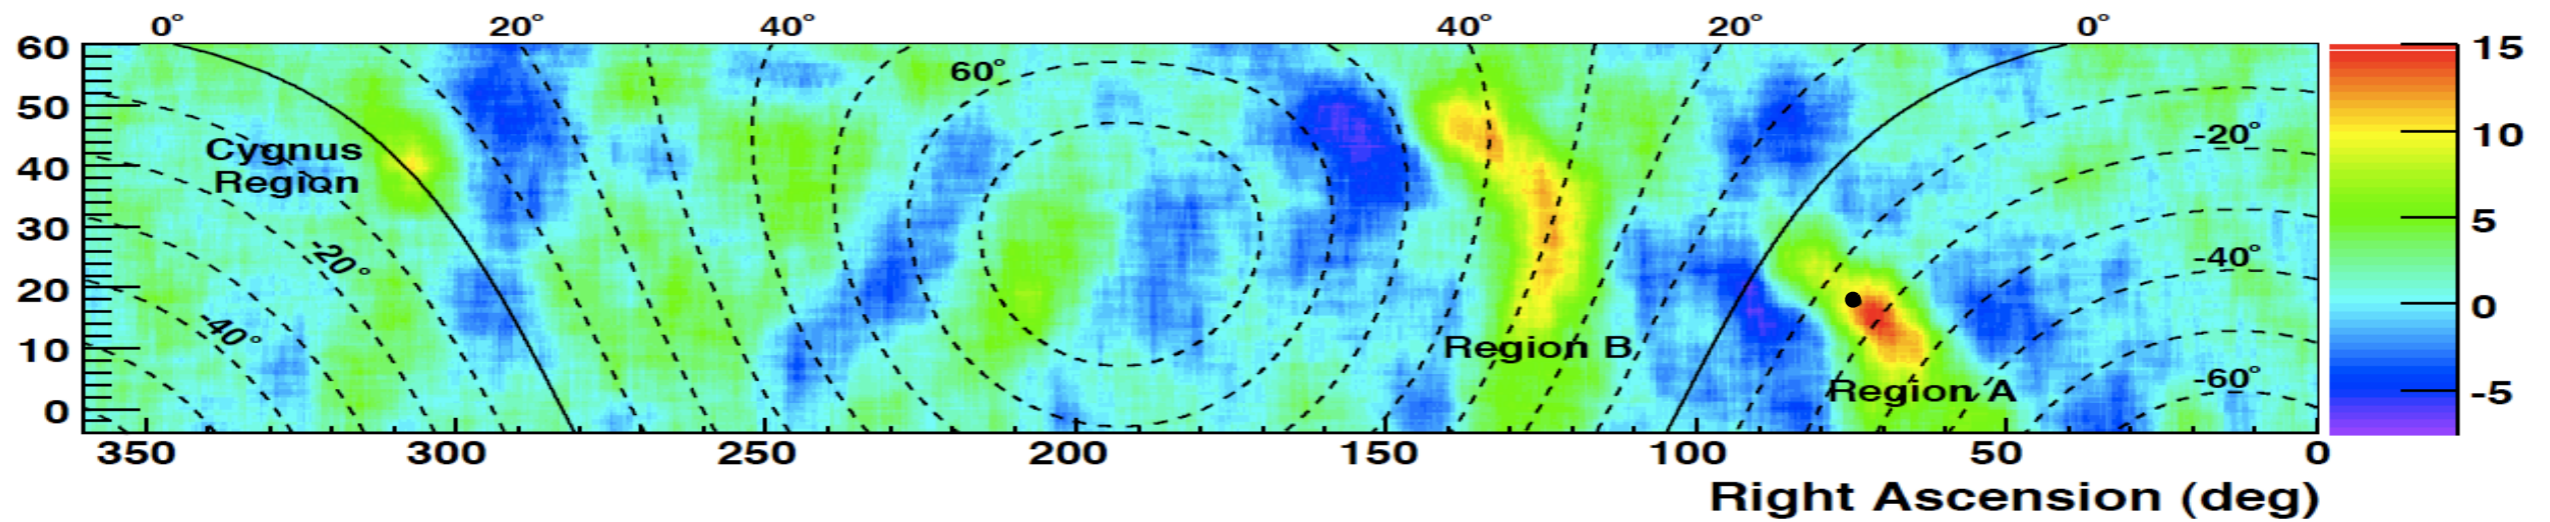 0° 20° 40° 40° 20° 0°
60 60° 15
50 10
-20°
Cygnus
Region
40
30 5
-20° -40°
20 0
-40°
10 Region B
Region A -60° -5
0
350 300 250 200 150 100 50 0
Right Ascension (deg)